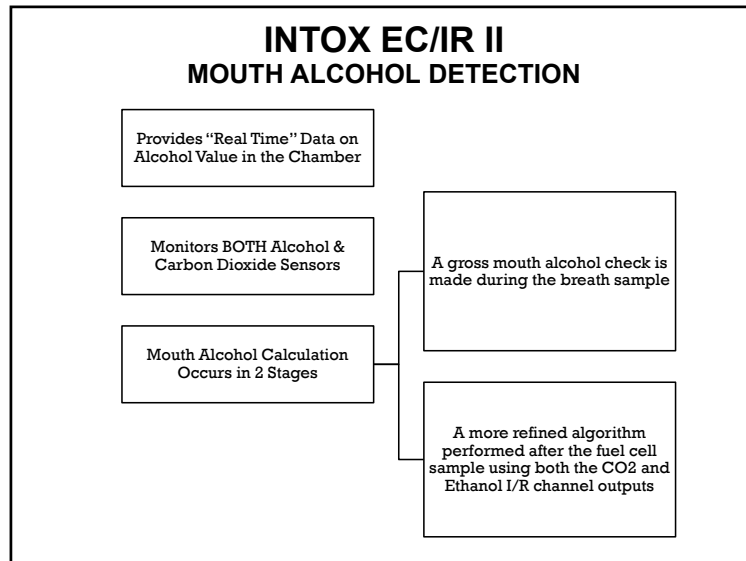 INTOX EC/IR II
MOUTH ALCOHOL DETECTION
Provides “Real Time” Data on
Alcohol Value in the Chamber
Monitors BOTH Alcohol &
Carbon Dioxide Sensors
Mouth Alcohol Calculation
Occurs in 2 Stages
A gross mouth alcohol check is
made during the breath sample
A more refined algorithm
performed after the fuel cell
sample using both the CO2 and
Ethanol I/R channel outputs